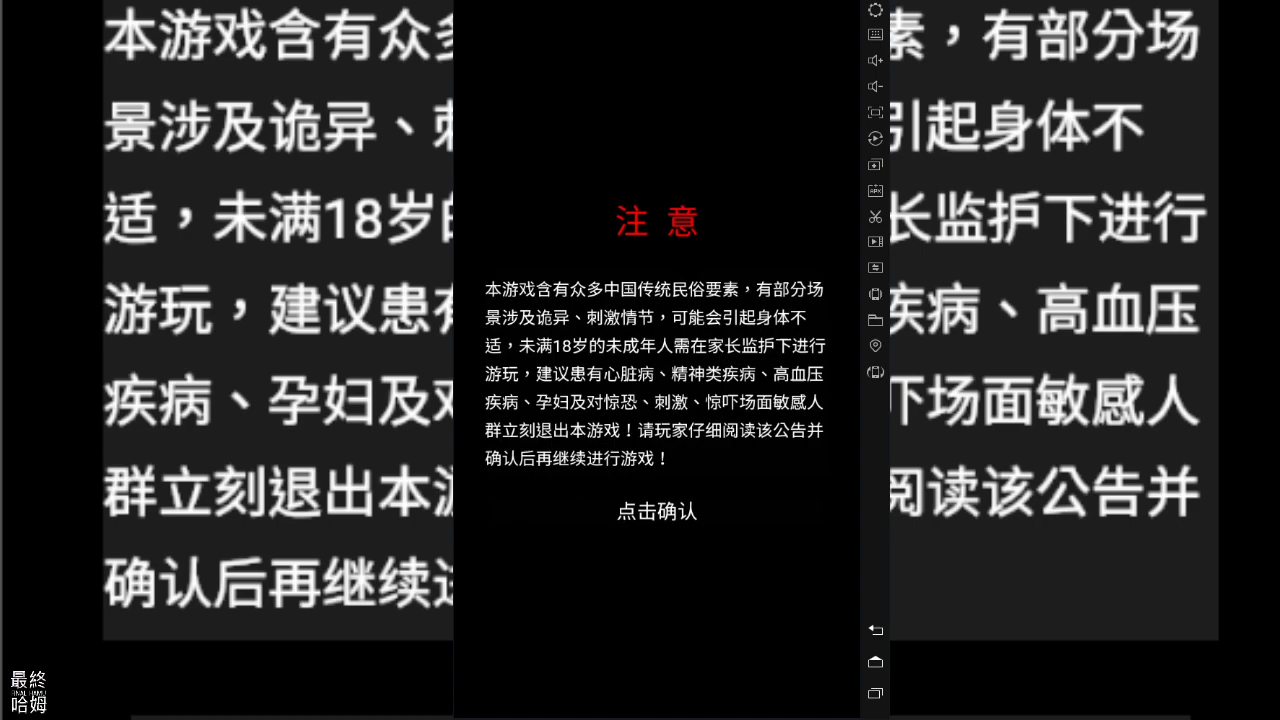 本游戏含有众
素，有部分场
景涉及诡异、
引起身体不
适，未满18岁
长监护下进行
游玩，建议患
疾病、高血压
疾病、孕妇及
场面敏感人
群立刻退出本
阅读该公告并
确认后再继续
注 意
本游戏含有众多中国传统民俗要素，有部分场
景涉及诡异、刺激情节，可能会引起身体不
适，未满18岁的未成年人需在家长监护下进行
游玩，建议患有心脏病、精神类疾病、高血压
疾病、孕妇及对惊恐、刺激、惊吓场面敏感人
群立刻退出本游戏！请玩家仔细阅读该公告并
确认后再继续进行游戏！
点击确认
APK
最終
哈姆